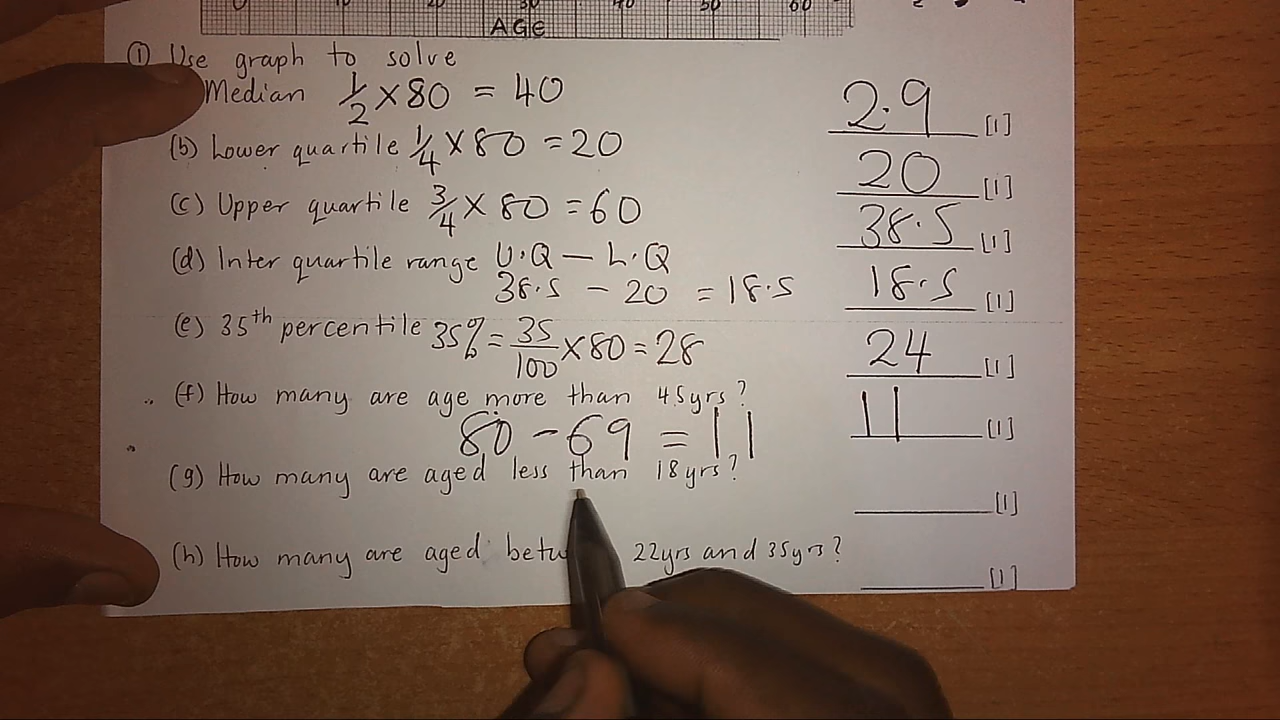 AGE
① Use graph to solve
Median 1/2 × 80 = 40 2.9 [1]
(b) Lower quartile 1/4 × 80 = 20 20 [1]
(c) Upper quartile 3/4 × 80 = 60 38.5 [1]
(d) Inter quartile range U.Q — L.Q
38.5 – 20 = 18.5 18.5 [1]
(e) 35th percentile 35% = 35/100 × 80 = 28 24 [1]
(f) How many are age more than 45yrs? 11 [1]
80 – 69 = 11
(g) How many are aged less than 18yrs? [1]
(h) How many are aged 22yrs and 35yrs? [1]